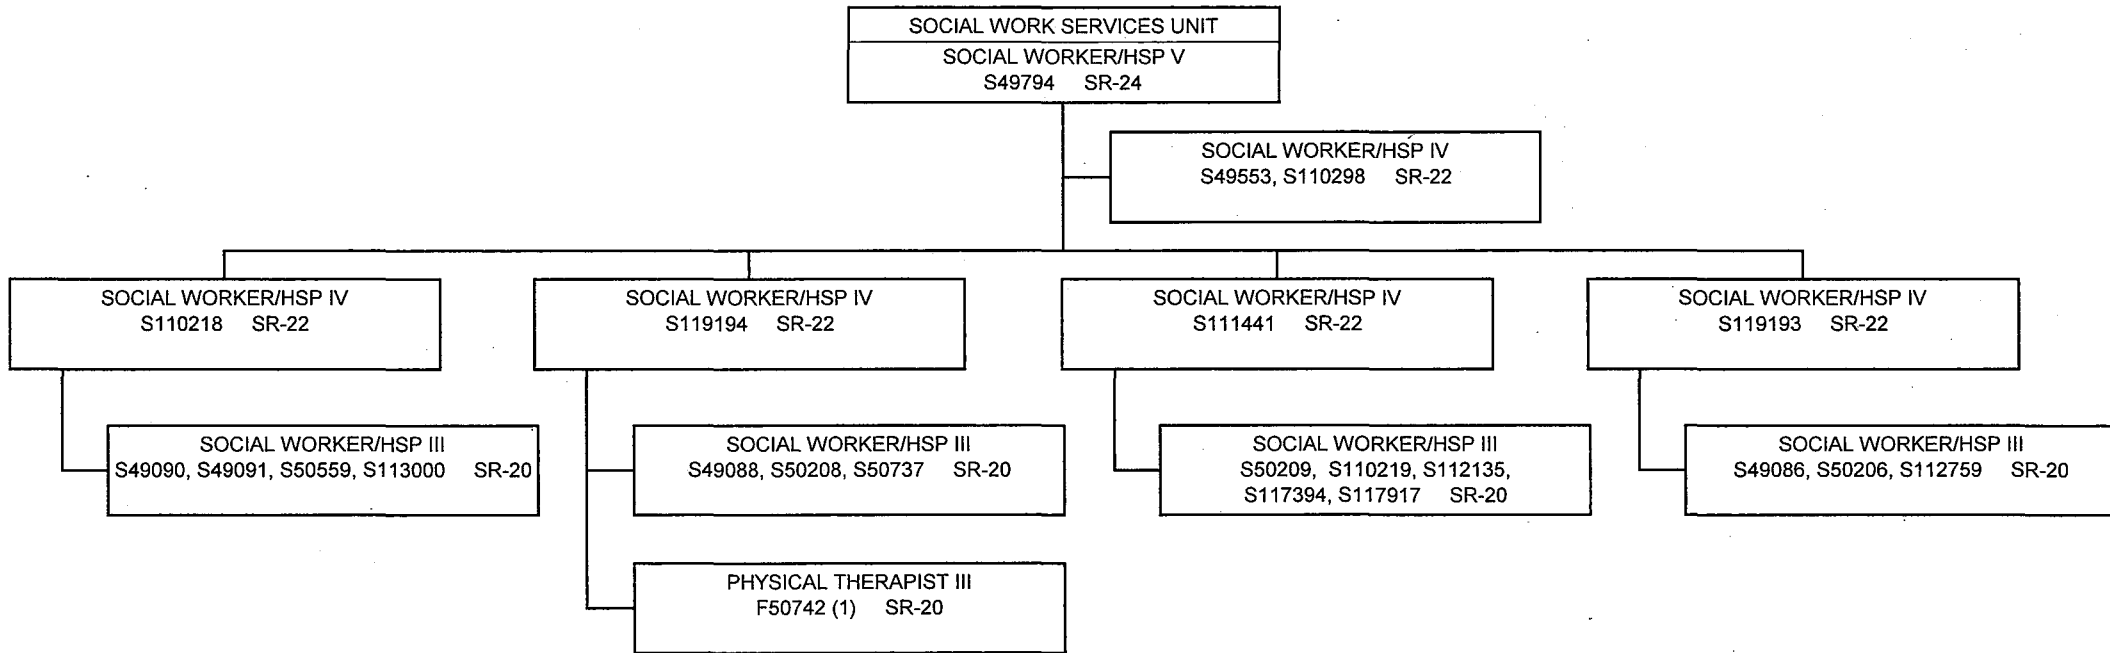 SOCIAL WORK SERVICES UNIT
SOCIAL WORKER/HSP V
S49794 SR-24
SOCIAL WORKER/HSP IV
S49553, S110298 SR-22
SOCIAL WORKER/HSP IV
S110218 SR-22
SOCIAL WORKER/HSP IV
S119194 SR-22
SOCIAL WORKER/HSP IV
S111441 SR-22
SOCIAL WORKER/HSP IV
S119193 SR-22
SOCIAL WORKER/HSP III
S49090, S49091, S50559, S113000 SR-20
SOCIAL WORKER/HSP III
S49088, S50208, S50737 SR-20
SOCIAL WORKER/HSP III
S50209, S110219, S112135,
S117394, S117917 SR-20
SOCIAL WORKER/HSP III
S49086, S50206, S112759 SR-20
PHYSICAL THERAPIST III
F50742 (1) SR-20